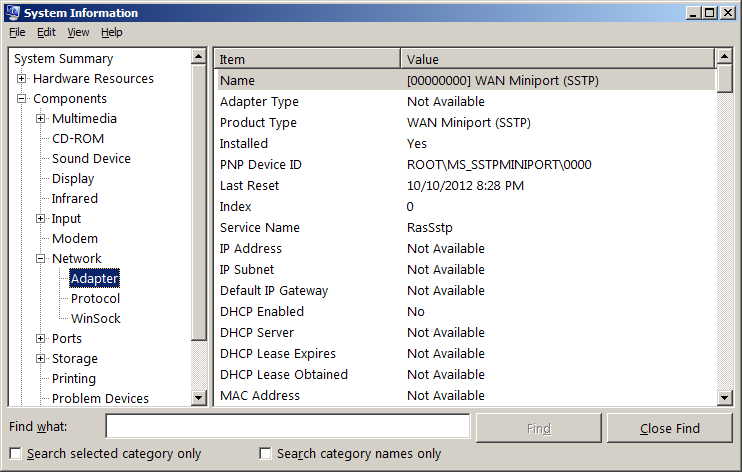 System Information
File Edit View Help
System Summary
Hardware Resources
Components
Multimedia
CD-ROM
Sound Device
Display
Infrared
Input
Modem
Network
Adapter
Protocol
WinSock
Ports
Storage
Printing
Problem Devices
Item Value
Name [00000000] WAN Miniport (SSTP)
Adapter Type Not Available
Product Type WAN Miniport (SSTP)
Installed Yes
PNP Device ID ROOT\MS_SSTPMINIPORT\0000
Last Reset 10/10/2012 8:28 PM
Index 0
Service Name RasSstp
IP Address Not Available
IP Subnet Not Available
Default IP Gateway Not Available
DHCP Enabled No
DHCP Server Not Available
DHCP Lease Expires Not Available
DHCP Lease Obtained Not Available
MAC Address Not Available
Find what: Find Close Find
Search selected category only Search category names only